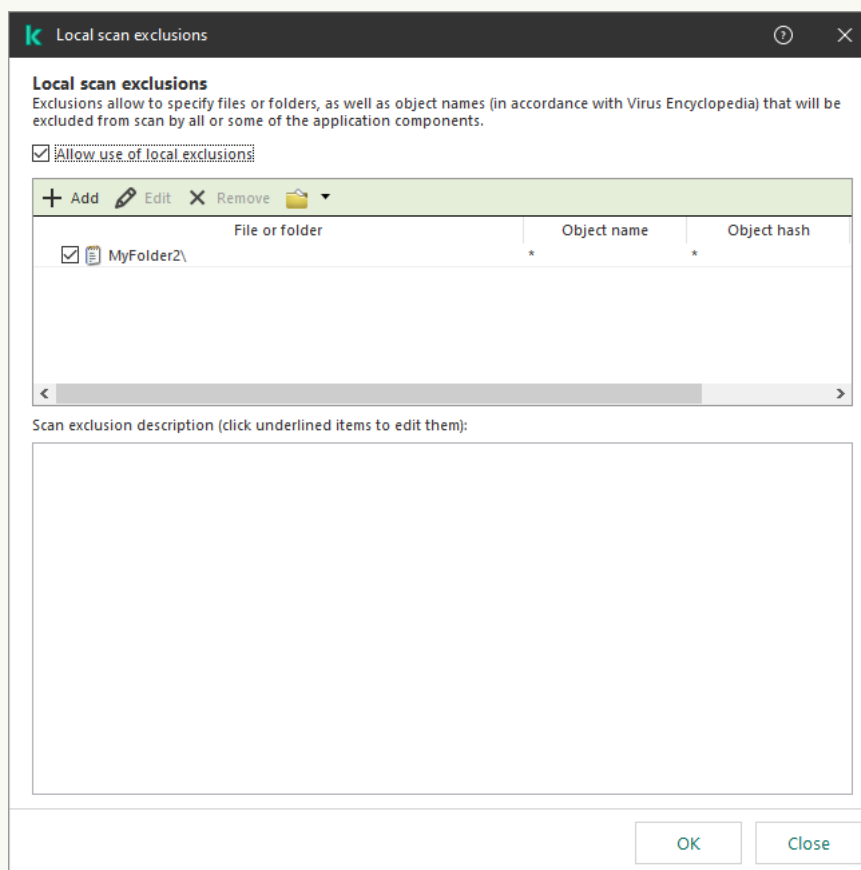 Local scan exclusions
Local scan exclusions
Exclusions allow to specify files or folders, as well as object names (in accordance with Virus Encyclopedia) that will be
excluded from scan by all or some of the application components.
Allow use of local exclusions
Add Edit Remove
File or folder Object name Object hash
MyFolder2\ * *
Scan exclusion description (click underlined items to edit them):
OK Close